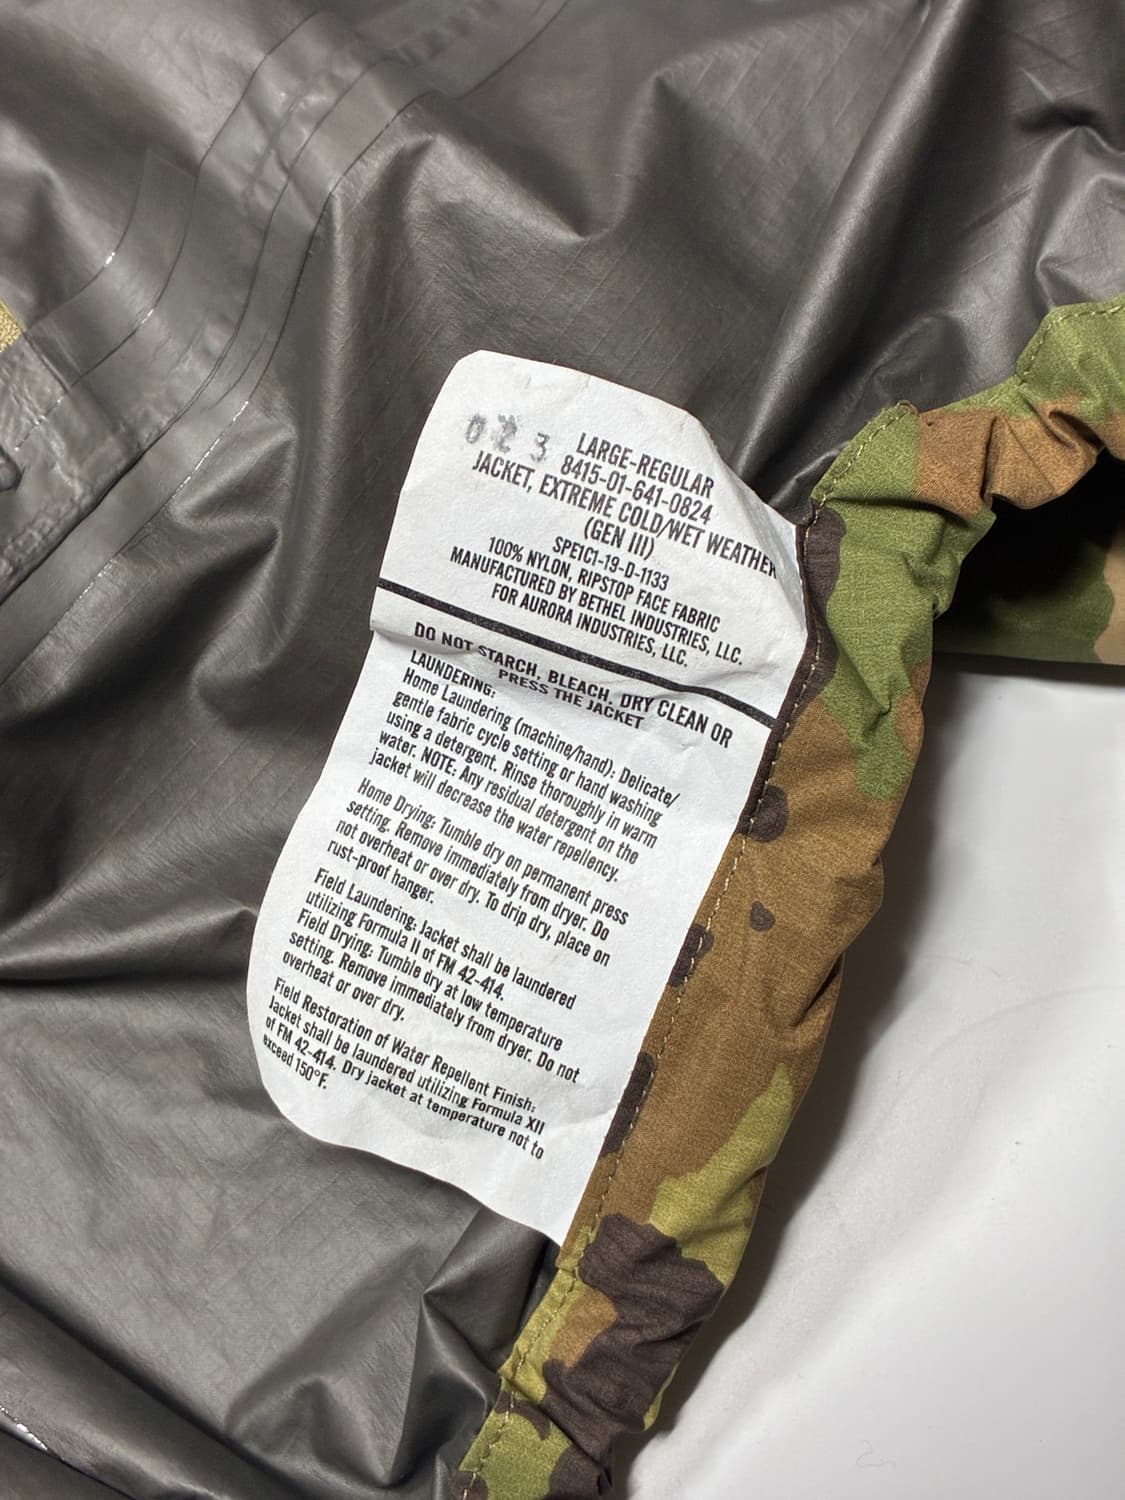 023
LARGE-REGULAR
8415-01-641-0824
JACKET, EXTREME COLD/WET WEATHER
(GEN III)
SPE1C1-19-D-1133
100% NYLON, RIPSTOP FACE FABRIC
MANUFACTURED BY BETHEL INDUSTRIES, LLC.
FOR AURORA INDUSTRIES, LLC.
DO NOT STARCH, BLEACH, DRY CLEAN OR
PRESS THE JACKET
LAUNDERING:
Home Laundering (machine/hand): Delicate/
gentle fabric cycle setting or hand washing
using a detergent. Rinse thoroughly in warm
water. NOTE: Any residual detergent on the
jacket will decrease the water repellency.
Home Drying: Tumble dry on permanent press
setting. Remove immediately from dryer. Do
not overheat or over dry. To drip dry, place on
rust-proof hanger.
Field Laundering: Jacket shall be laundered
utilizing Formula II of FM 42-414.
Field Drying: Tumble dry at low temperature
setting. Remove immediately from dryer. Do not
overheat or over dry.
Field Restoration of Water Repellent Finish:
Jacket shall be laundered utilizing Formula XII
of FM 42-414. Dry jacket at temperature not to
exceed 150°F.